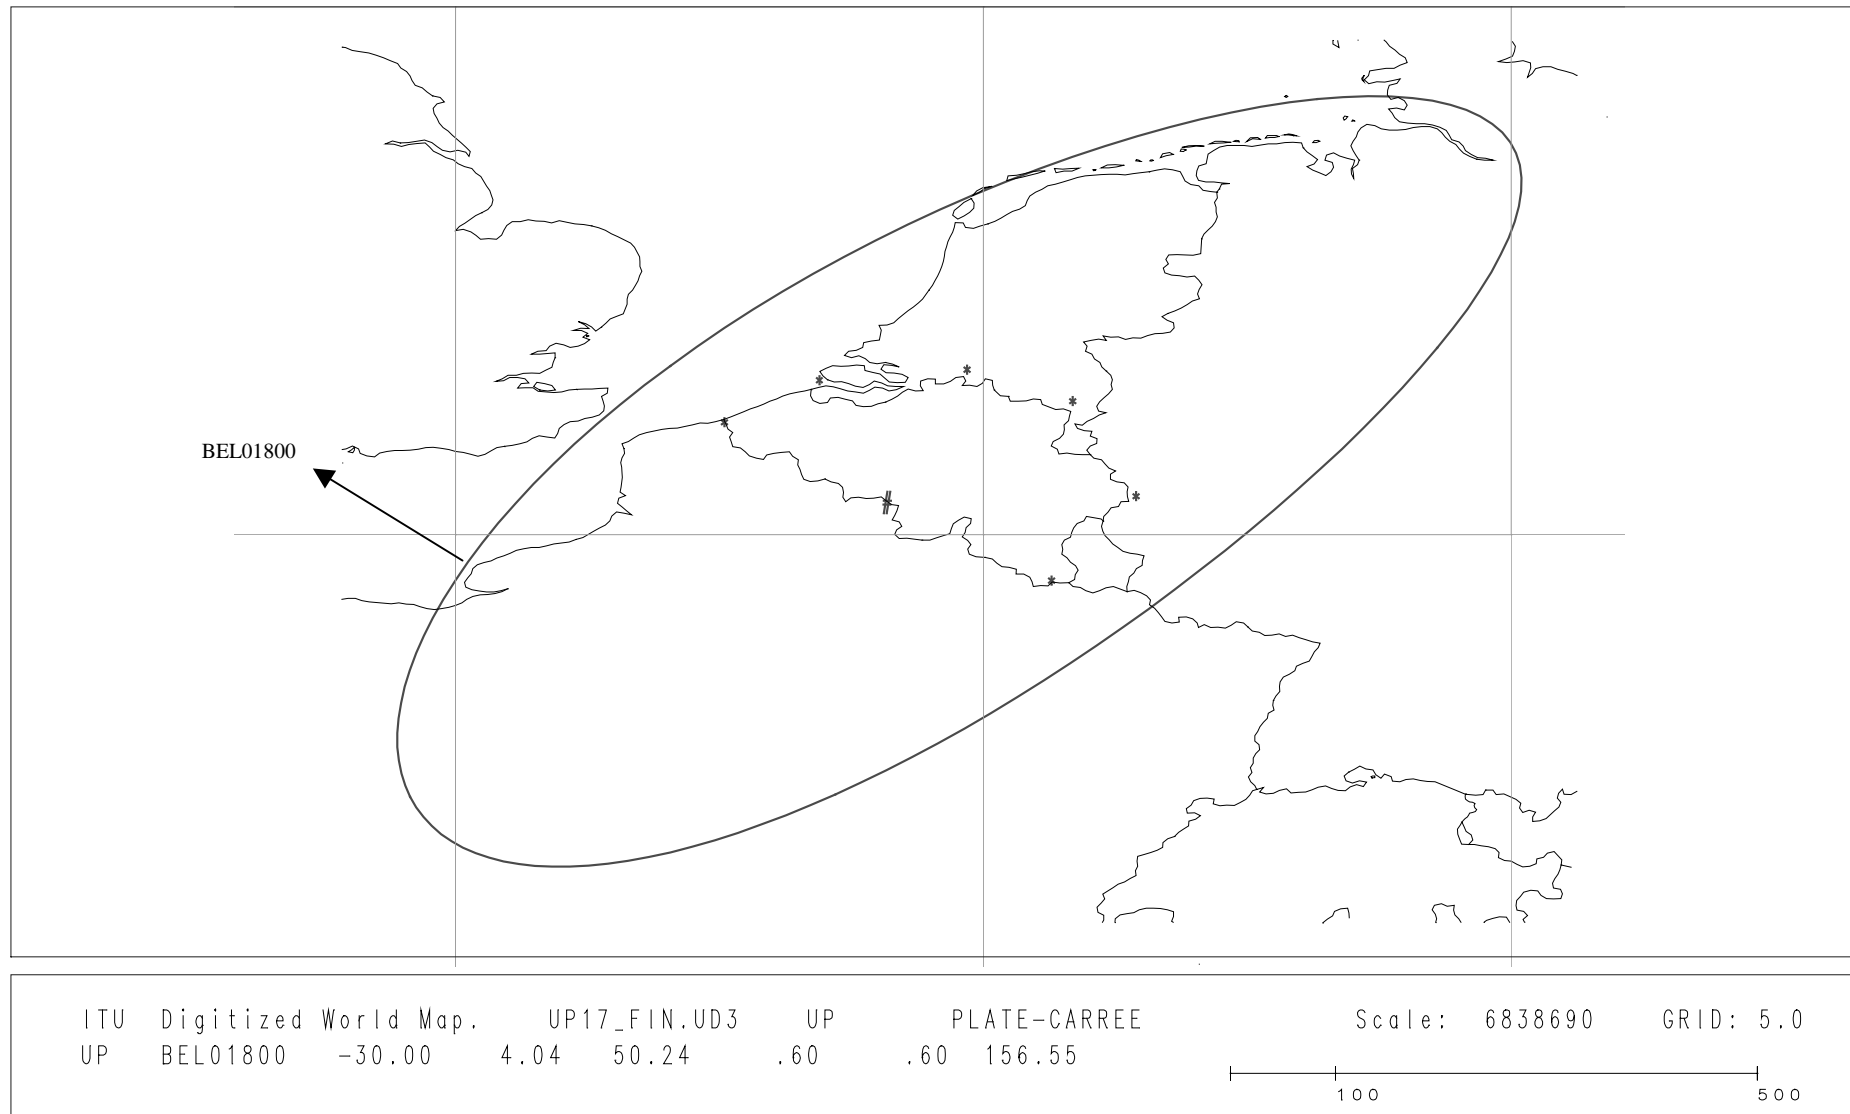 BEL01800
ITU Digitized World Map. UP17_FIN.UD3 UP PLATE-CARREE Scale: 6838690 GRID: 5.0
UP BEL01800 -30.00 4.04 50.24 .60 .60 156.55
100 500